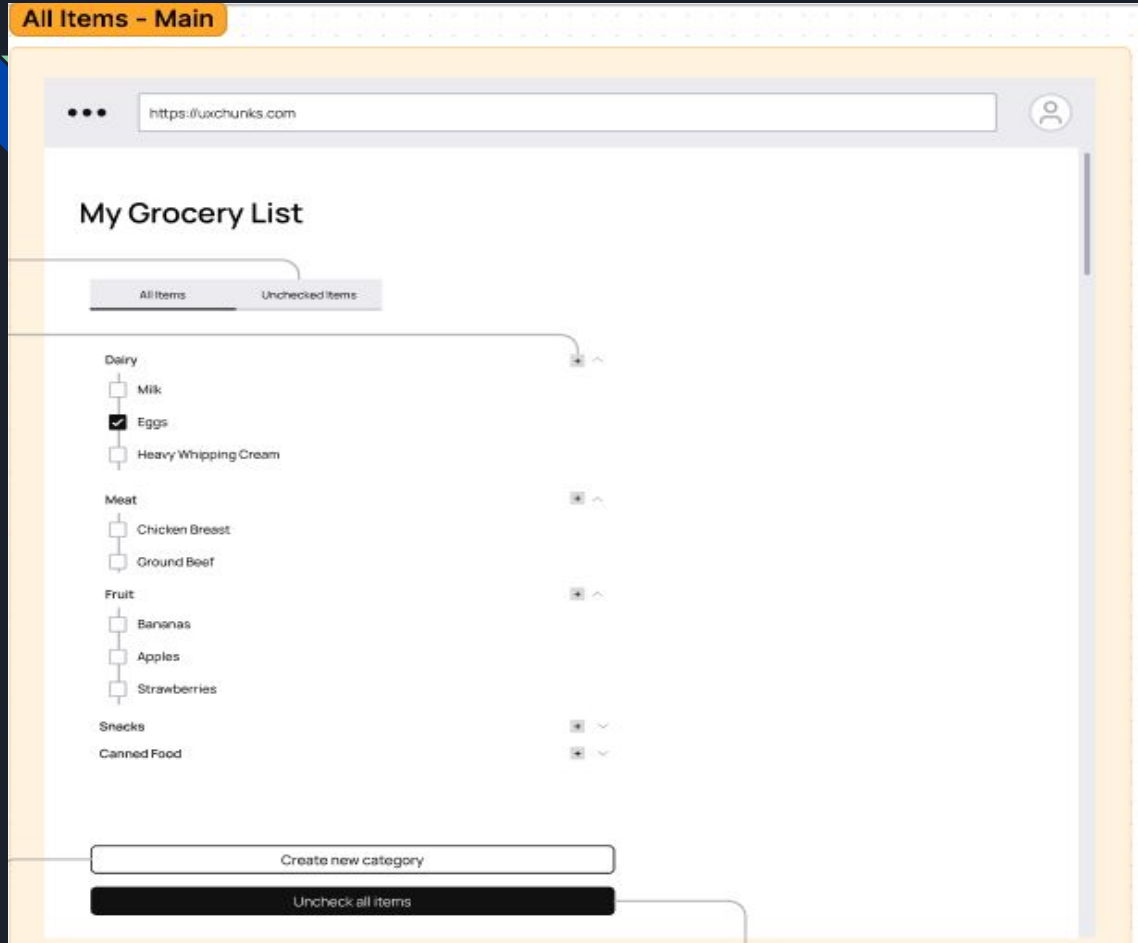 All Items - Main
https://uxchunks.com
My Grocery List
All Items Unchecked Items
Dairy
Milk
Eggs
Heavy Whipping Cream
Meat
Chicken Breast
Ground Beef
Fruit
Bananas
Apples
Strawberries
Snacks
Canned Food
Create new category
Uncheck all items